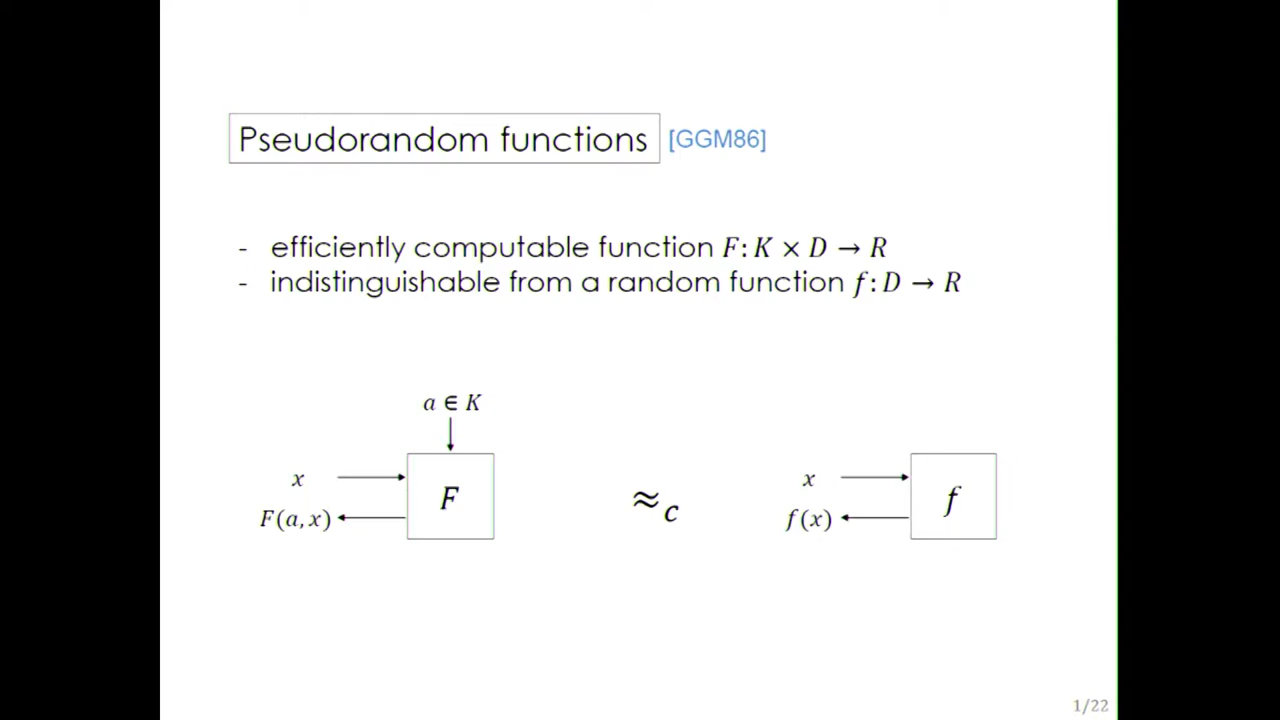 Pseudorandom functions [GGM86]
- efficiently computable function F: K × D → R
- indistinguishable from a random function f: D → R
a ∈ K
x
F
F(a, x)
≈c
x
f
f(x)
1/22